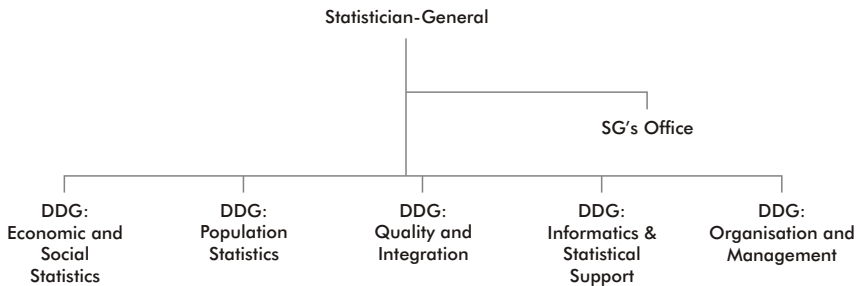 Statistician-General
SG's Office
DDG:
Economic and
Social
Statistics
DDG:
Population
Statistics
DDG:
Quality and
Integration
DDG:
Informatics &
Statistical
Support
DDG:
Organisation and
Management